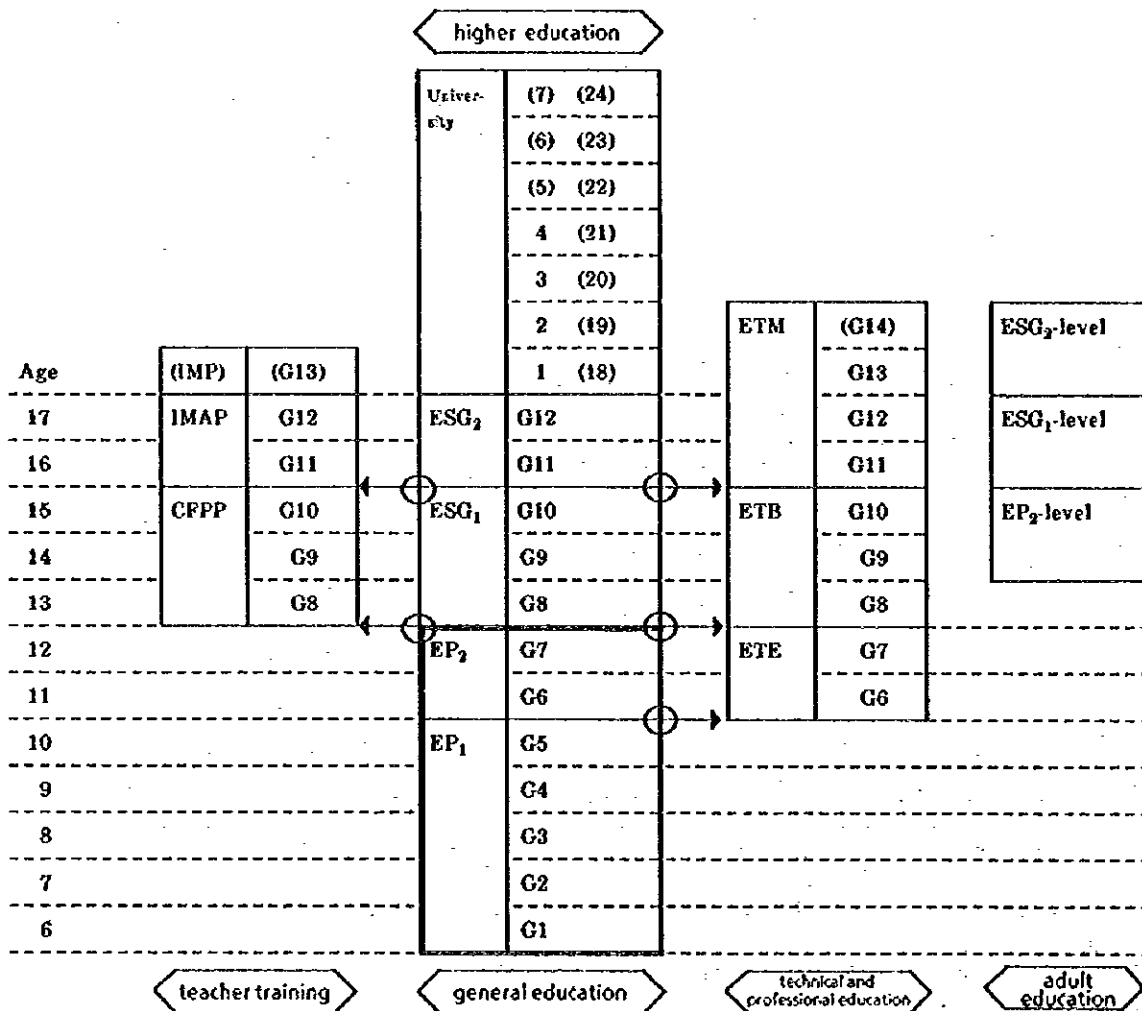 higher education
Univer-
sity
(7) (24)
(6) (23)
(5) (22)
4 (21)
3 (20)
2 (19) ETM (G14) ESG₂-level
Age (IMP) (G13) 1 (18) G13
17 IMAP G12 ESG₂ G12 G12 ESG₁-level
16 G11 G11 G11
15 CFPP G10 ESG₁ G10 ETB G10 EP₂-level
14 G9 G9 G9
13 G8 G8 G8
12 EP₂ G7 ETE G7
11 G6 G6
10 EP₁ G5
9 G4
8 G3
7 G2
6 G1
teacher training
general education
technical and
professional education
adult
education